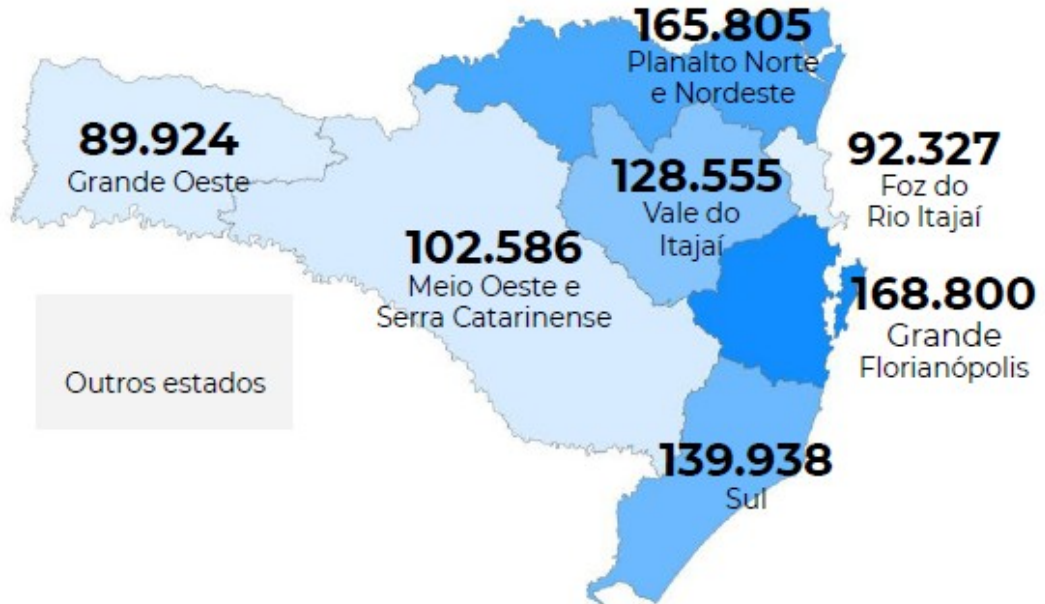 165.805
Planalto Norte
e Nordeste
89.924
Grande Oeste
92.327
Foz do
Rio Itajaí
128.555
Vale do
Itajaí
102.586
Meio Oeste e
Serra Catarinense
168.800
Grande
Florianópolis
Outros estados
139.938
Sul